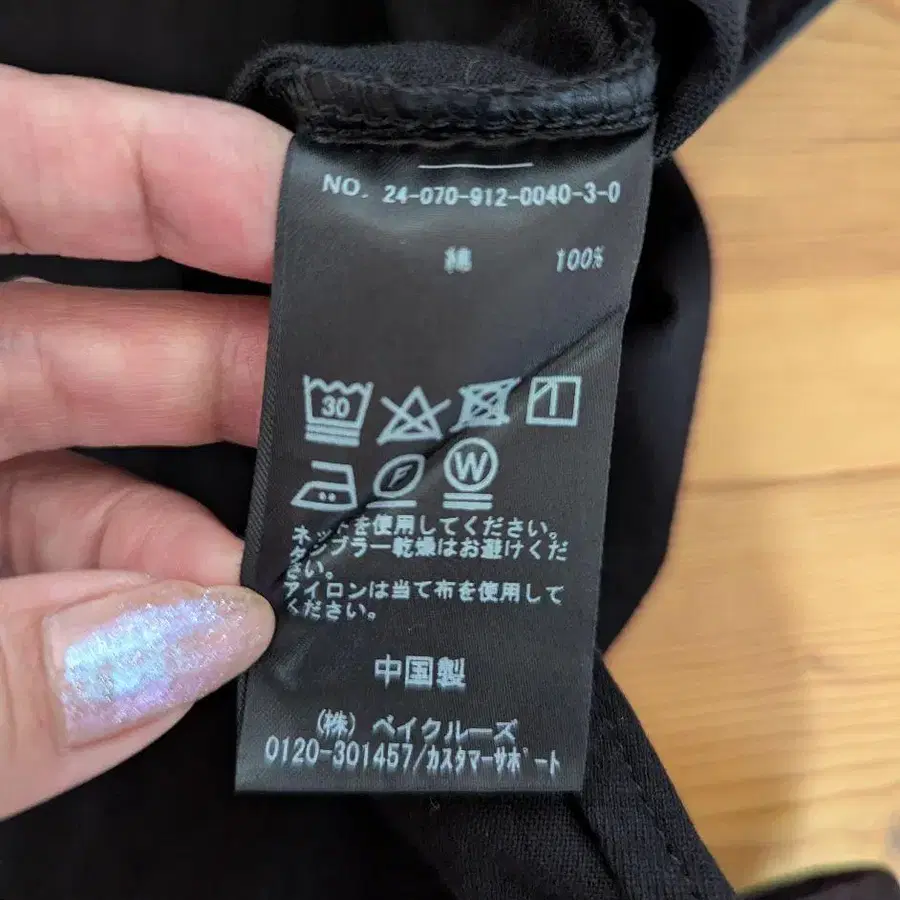 NO. 24-070-912-0040-3-0
綿 100%
30
F W
ネットを使用してください。
タンブラー乾燥はお避けくだ
さい。
アイロンは当て布を使用して
ください。
中国製
(株) ベイクルーズ
0120-301457/カスタマーサポート